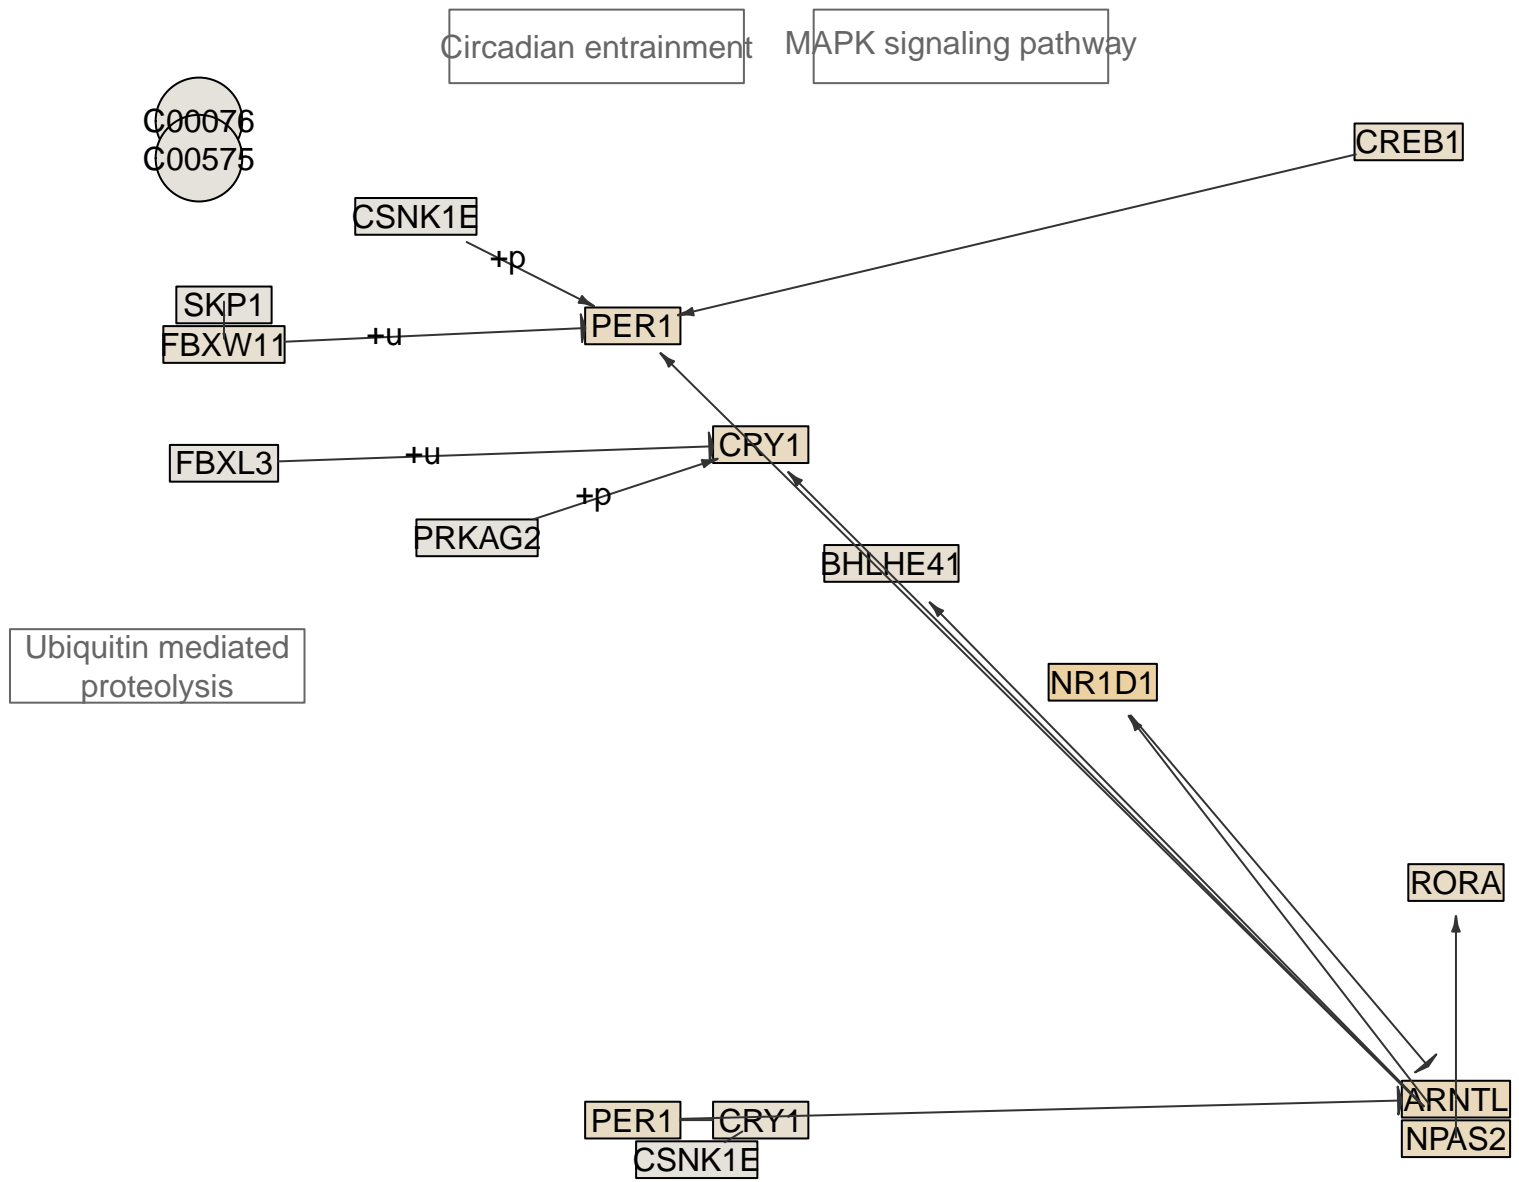 Circadian entrainment
MAPK signaling pathway
C00076
C00575
CREB1
CSNK1E
+p
SKP1
FBXW11
+u
PER1
FBXL3
+u
CRY1
+p
PRKAG2
BHLHE41
Ubiquitin mediated
proteolysis
NR1D1
RORA
ARNTL
NPAS2
PER1
CRY1
CSNK1E